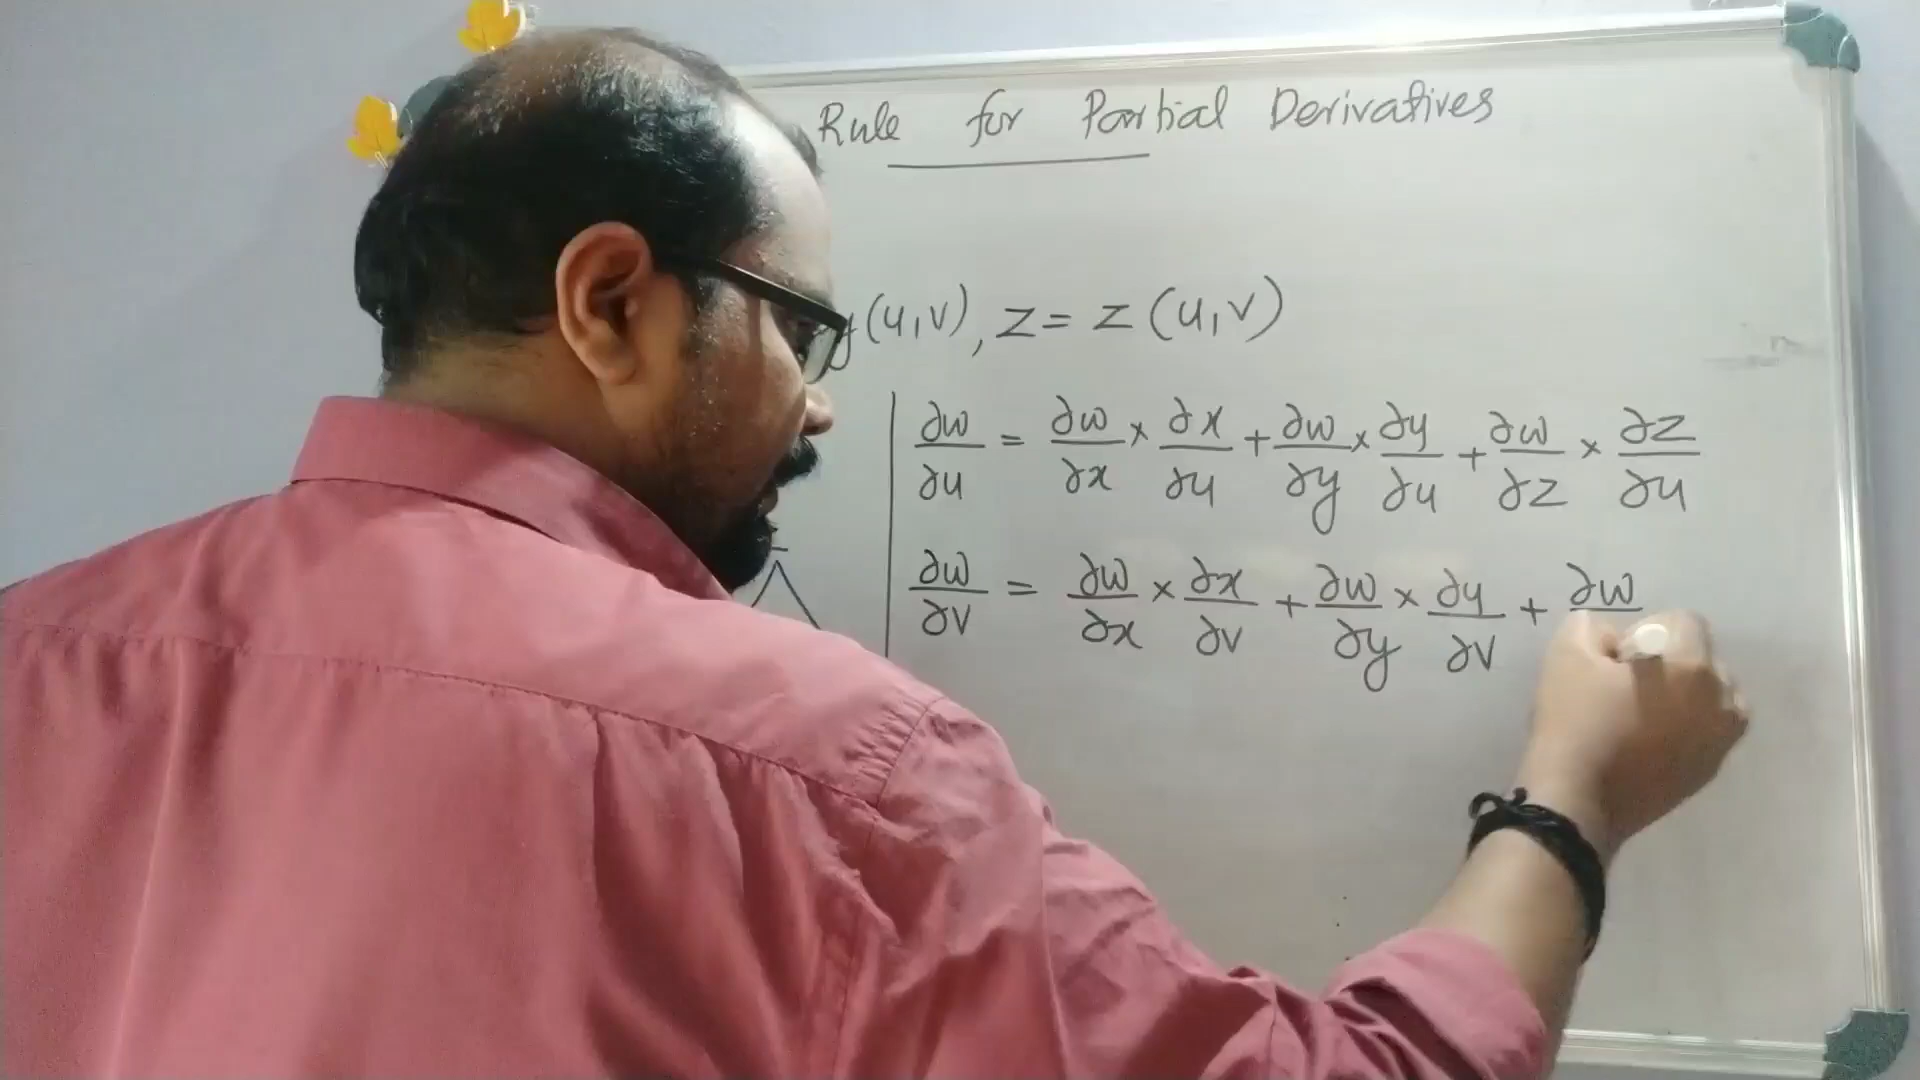 Rule for Partial Derivatives
y(u,v), z = z(u,v)
∂w/∂u = ∂w/∂x × ∂x/∂u + ∂w/∂y × ∂y/∂u + ∂w/∂z × ∂z/∂u
∂w/∂v = ∂w/∂x × ∂x/∂v + ∂w/∂y × ∂y/∂v + ∂w